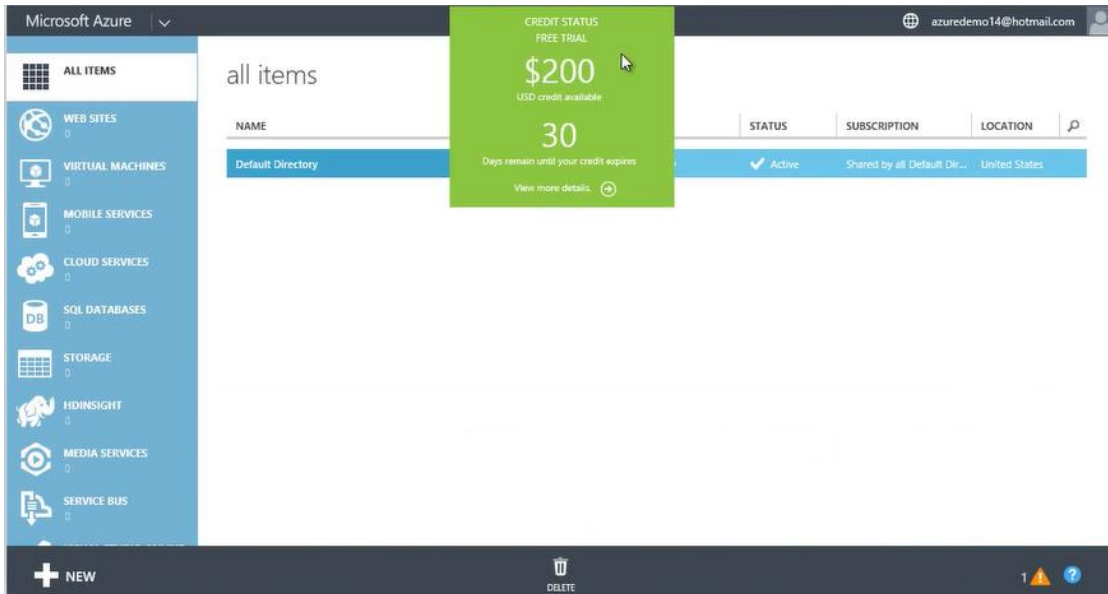 Microsoft Azure
CREDIT STATUS
FREE TRIAL
$200
USD credit available
30
Days remain until your credit expires
View more details.
azuredemo14@hotmail.com
ALL ITEMS
WEB SITES
0
VIRTUAL MACHINES
0
MOBILE SERVICES
0
CLOUD SERVICES
0
SQL DATABASES
0
DB
STORAGE
0
HDINSIGHT
0
MEDIA SERVICES
0
SERVICE BUS
0
all items
NAME STATUS SUBSCRIPTION LOCATION
Default Directory Active Shared by all Default Dir... United States
NEW
DELETE
1
?